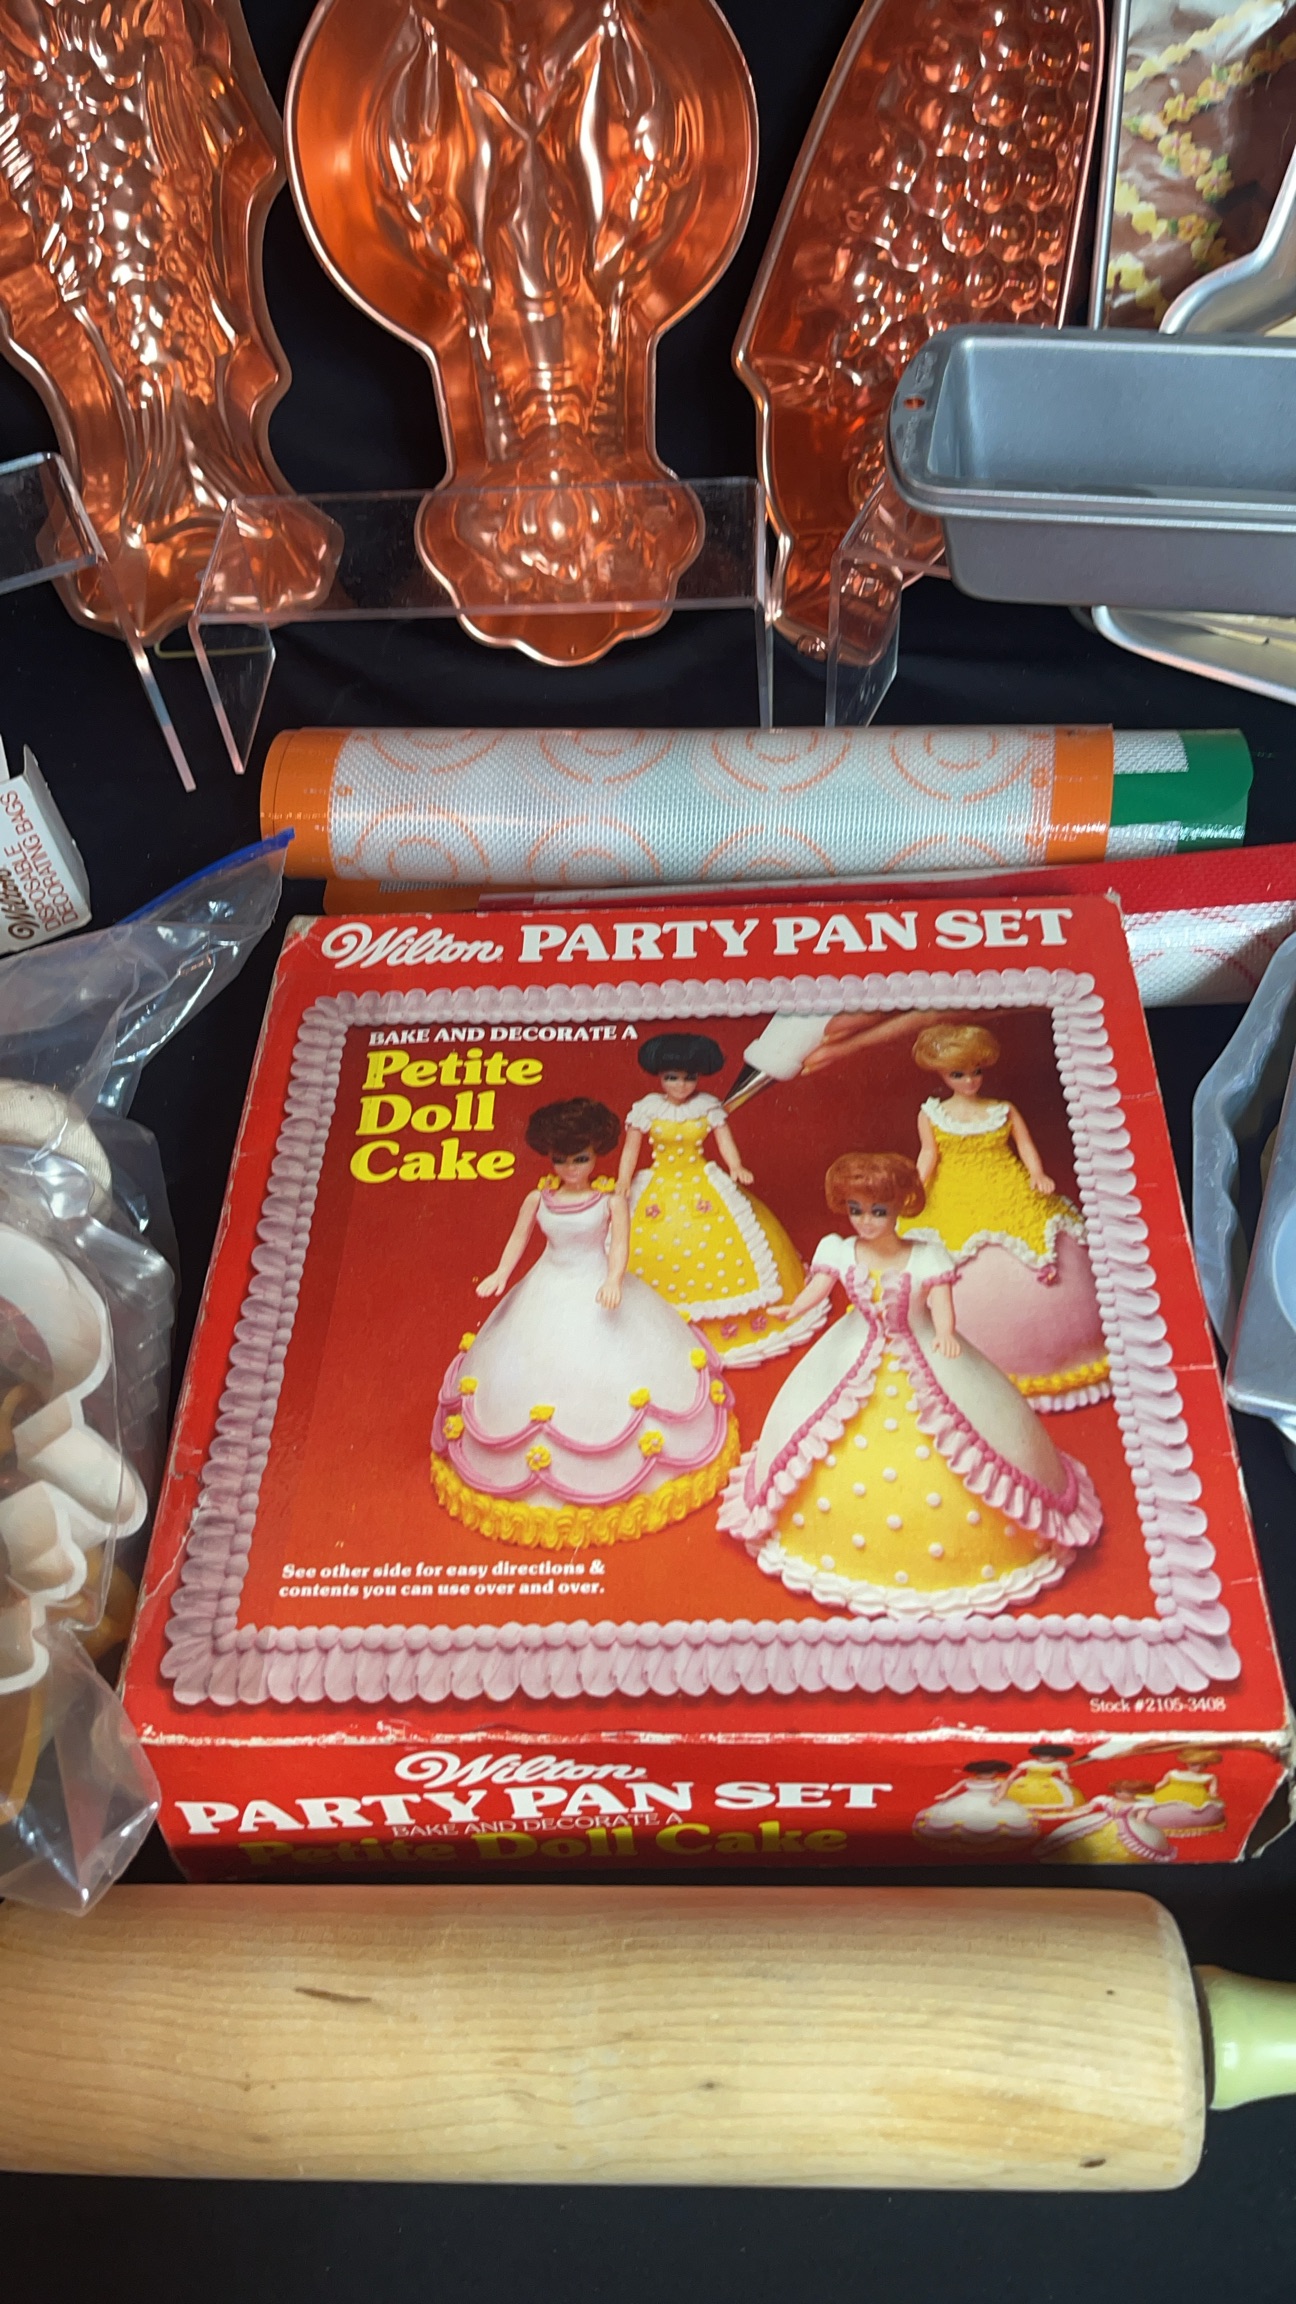 Wilton
DISPOSABLE
DECORATING BAGS
Wilton PARTY PAN SET
BAKE AND DECORATE A
Petite
Doll
Cake
See other side for easy directions &
contents you can use over and over.
Stock #2105-3408
Wilton
PARTY PAN SET
BAKE AND DECORATE A
Petite Doll Cake